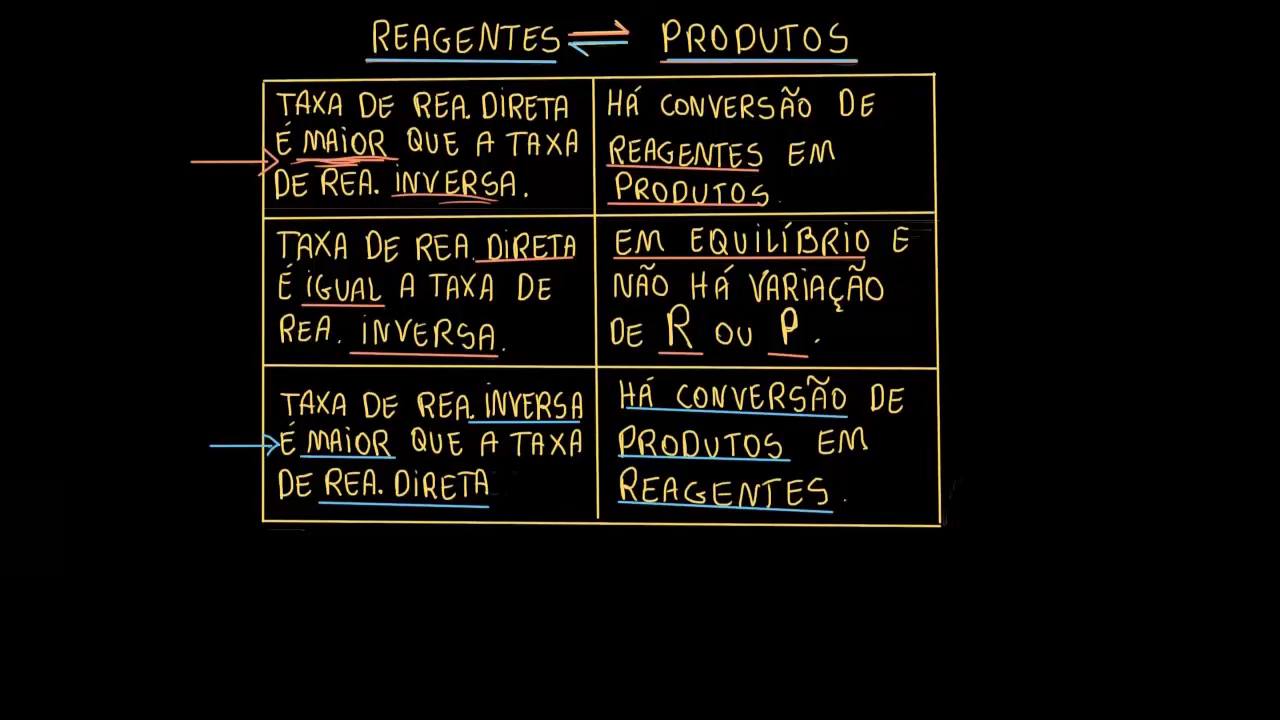 REAGENTES ⇌ PRODUTOS
TAXA DE REA. DIRETA
É MAIOR QUE A TAXA
DE REA. INVERSA.
HÁ CONVERSÃO DE
REAGENTES EM
PRODUTOS.
TAXA DE REA. DIRETA
É IGUAL A TAXA DE
REA. INVERSA.
EM EQUILÍBRIO E
NÃO HÁ VARIAÇÃO
DE R OU P.
TAXA DE REA. INVERSA
É MAIOR QUE A TAXA
DE REA. DIRETA
HÁ CONVERSÃO DE
PRODUTOS EM
REAGENTES.